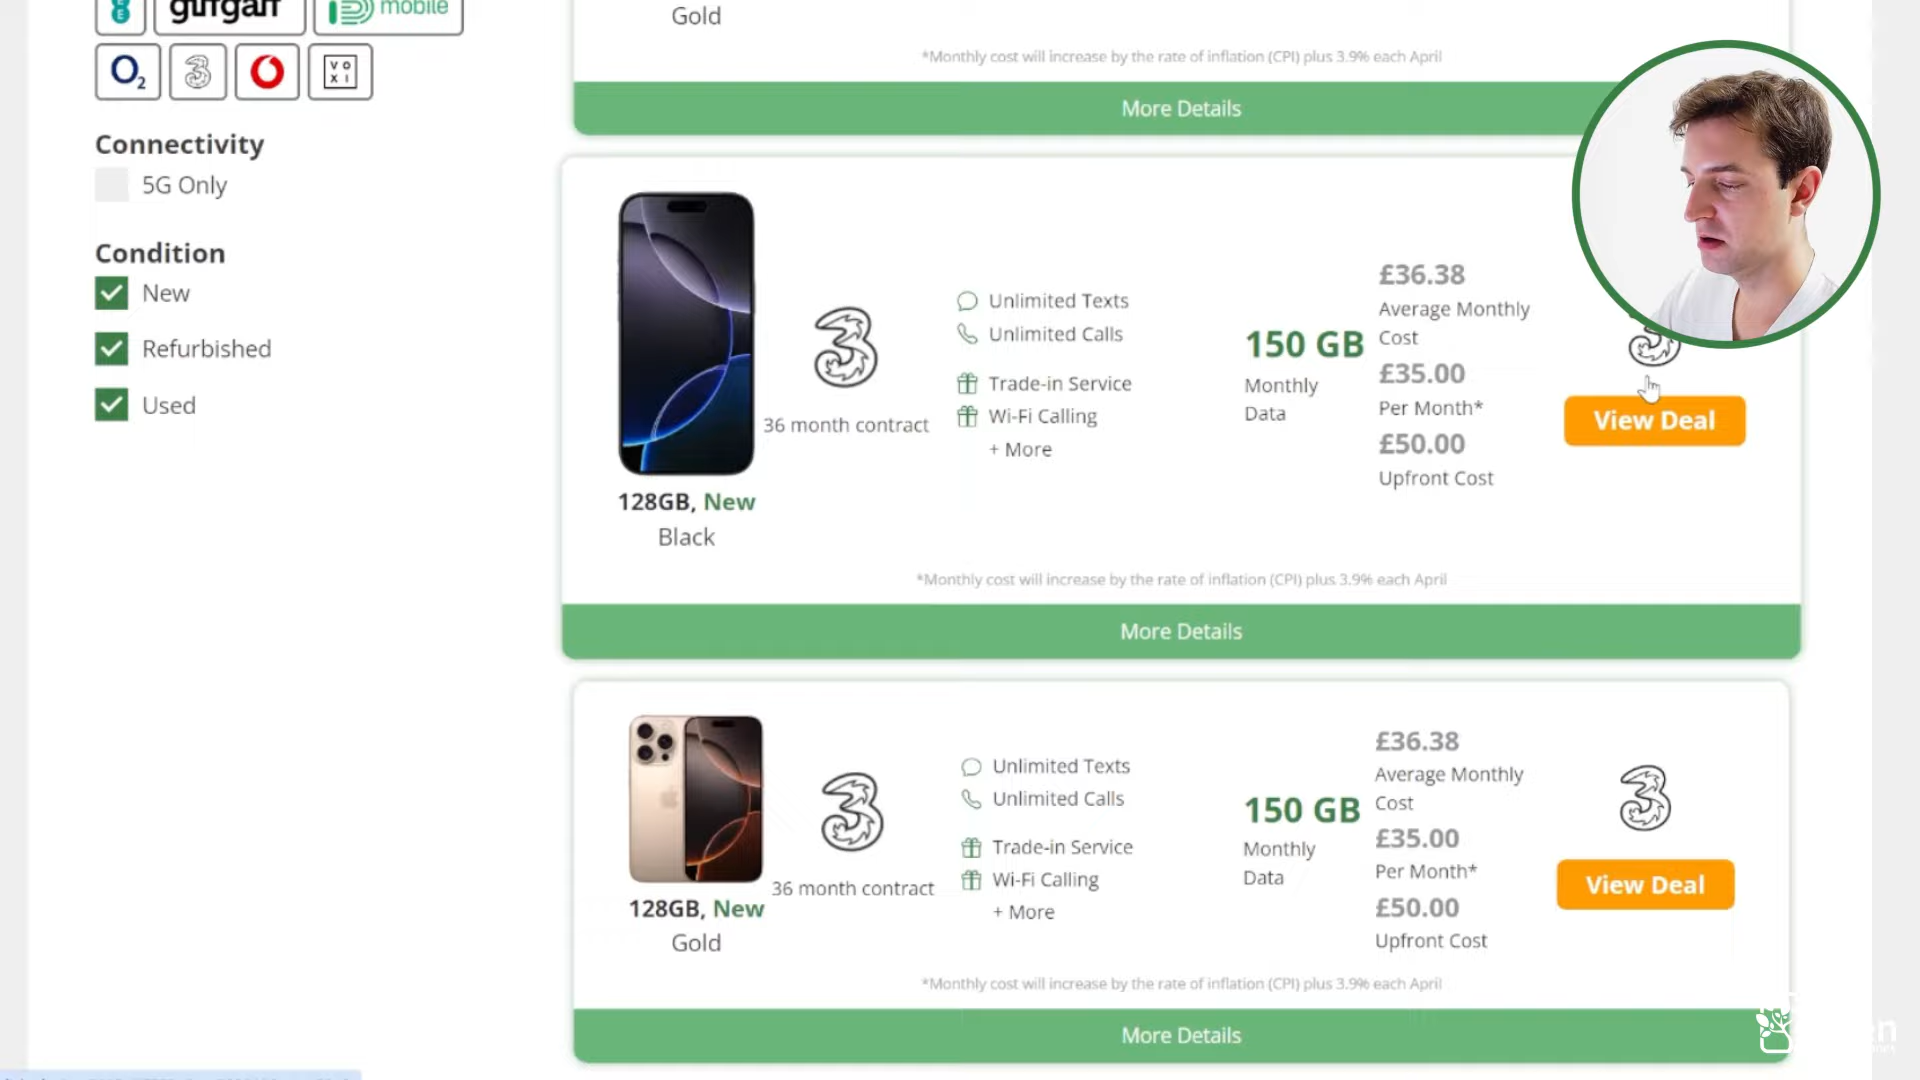 giffgaff
mobile
O2
VOXI
Connectivity
5G Only
Condition
New
Refurbished
Used
Gold
*Monthly cost will increase by the rate of inflation (CPI) plus 3.9% each April
More Details
3
36 month contract
128GB, New
Black
Unlimited Texts
Unlimited Calls
Trade-in Service
Wi-Fi Calling
+ More
150 GB
Monthly
Data
£36.38
Average Monthly
Cost
£35.00
Per Month*
£50.00
Upfront Cost
View Deal
*Monthly cost will increase by the rate of inflation (CPI) plus 3.9% each April
More Details
3
36 month contract
128GB, New
Gold
Unlimited Texts
Unlimited Calls
Trade-in Service
Wi-Fi Calling
+ More
150 GB
Monthly
Data
£36.38
Average Monthly
Cost
£35.00
Per Month*
£50.00
Upfront Cost
3
View Deal
*Monthly cost will increase by the rate of inflation (CPI) plus 3.9% each April
More Details